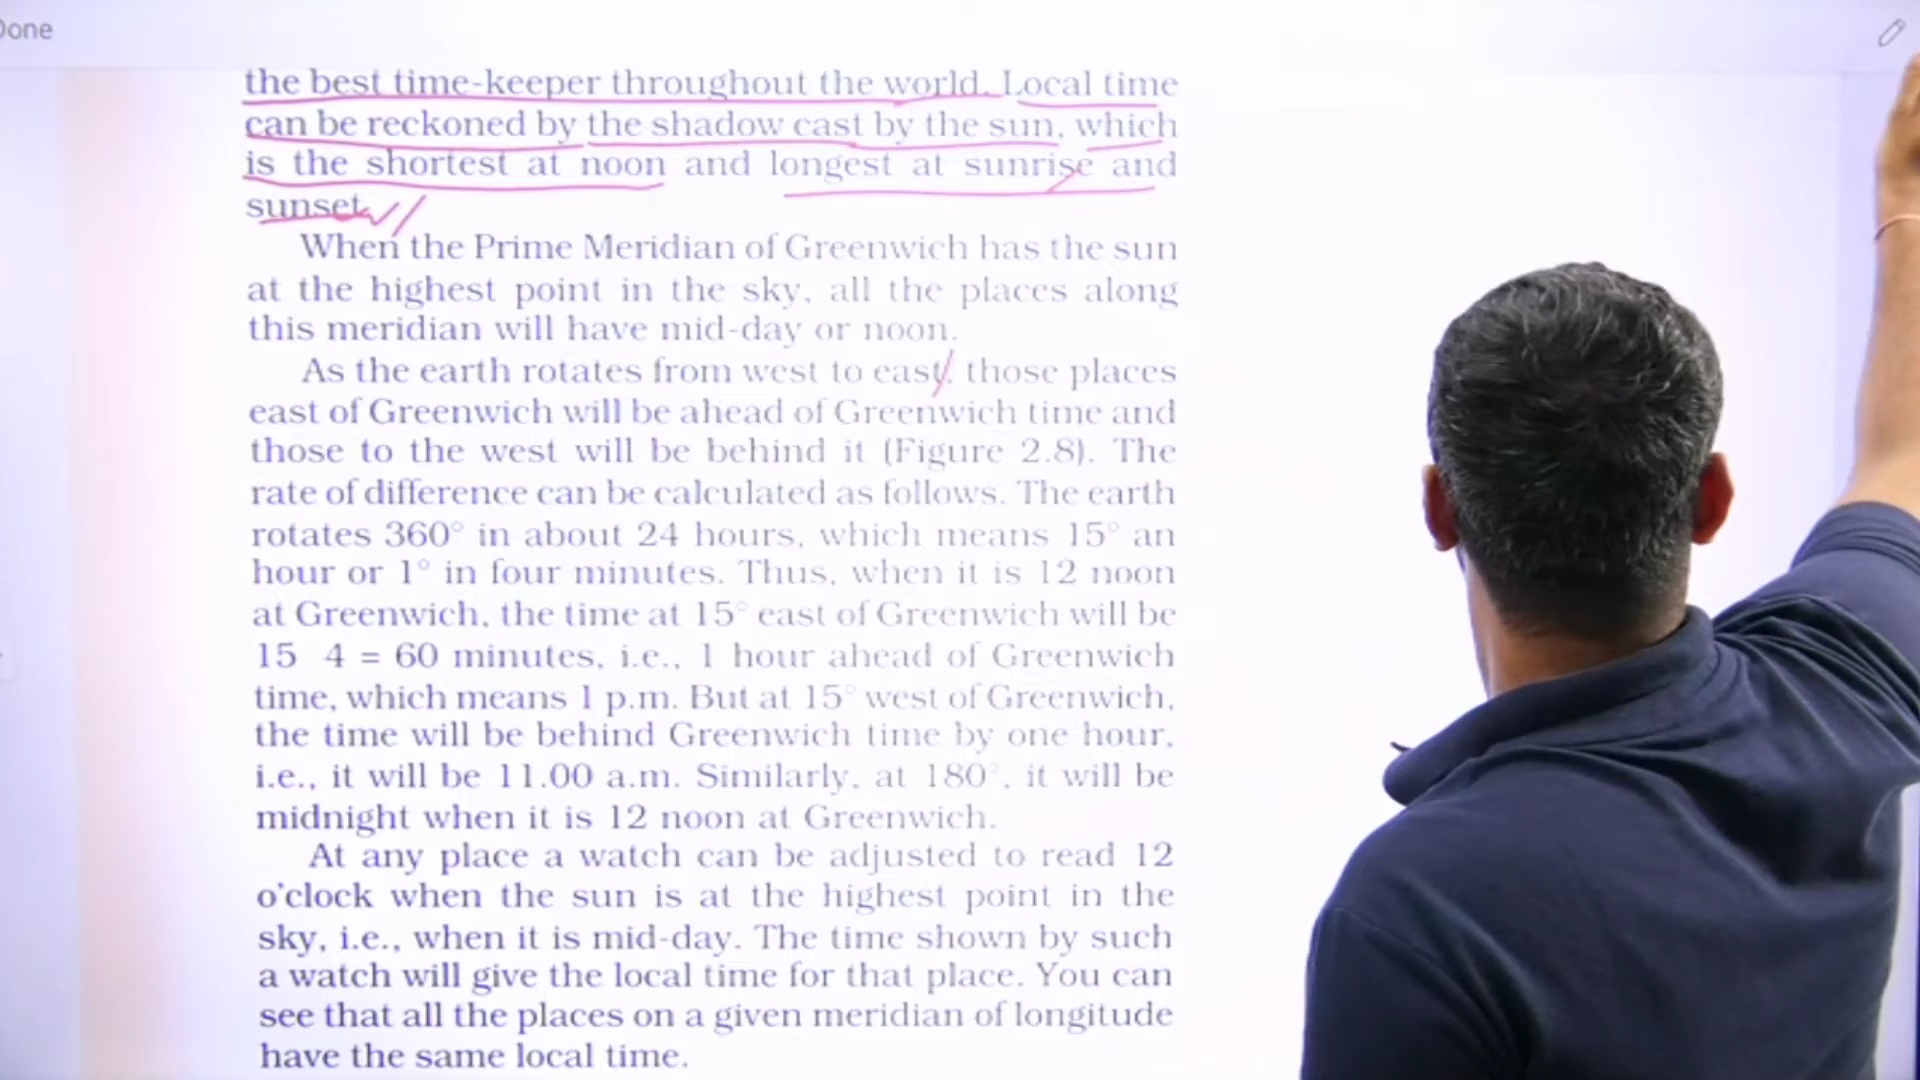 Done
the best time-keeper throughout the world. Local time
can be reckoned by the shadow cast by the sun, which
is the shortest at noon and longest at sunrise and
sunset.
When the Prime Meridian of Greenwich has the sun
at the highest point in the sky, all the places along
this meridian will have mid-day or noon.
As the earth rotates from west to east, those places
east of Greenwich will be ahead of Greenwich time and
those to the west will be behind it (Figure 2.8). The
rate of difference can be calculated as follows. The earth
rotates 360° in about 24 hours, which means 15° an
hour or 1° in four minutes. Thus, when it is 12 noon
at Greenwich, the time at 15° east of Greenwich will be
15 4 = 60 minutes, i.e., 1 hour ahead of Greenwich
time, which means 1 p.m. But at 15° west of Greenwich,
the time will be behind Greenwich time by one hour,
i.e., it will be 11.00 a.m. Similarly, at 180°, it will be
midnight when it is 12 noon at Greenwich.
At any place a watch can be adjusted to read 12
o'clock when the sun is at the highest point in the
sky, i.e., when it is mid-day. The time shown by such
a watch will give the local time for that place. You can
see that all the places on a given meridian of longitude
have the same local time.